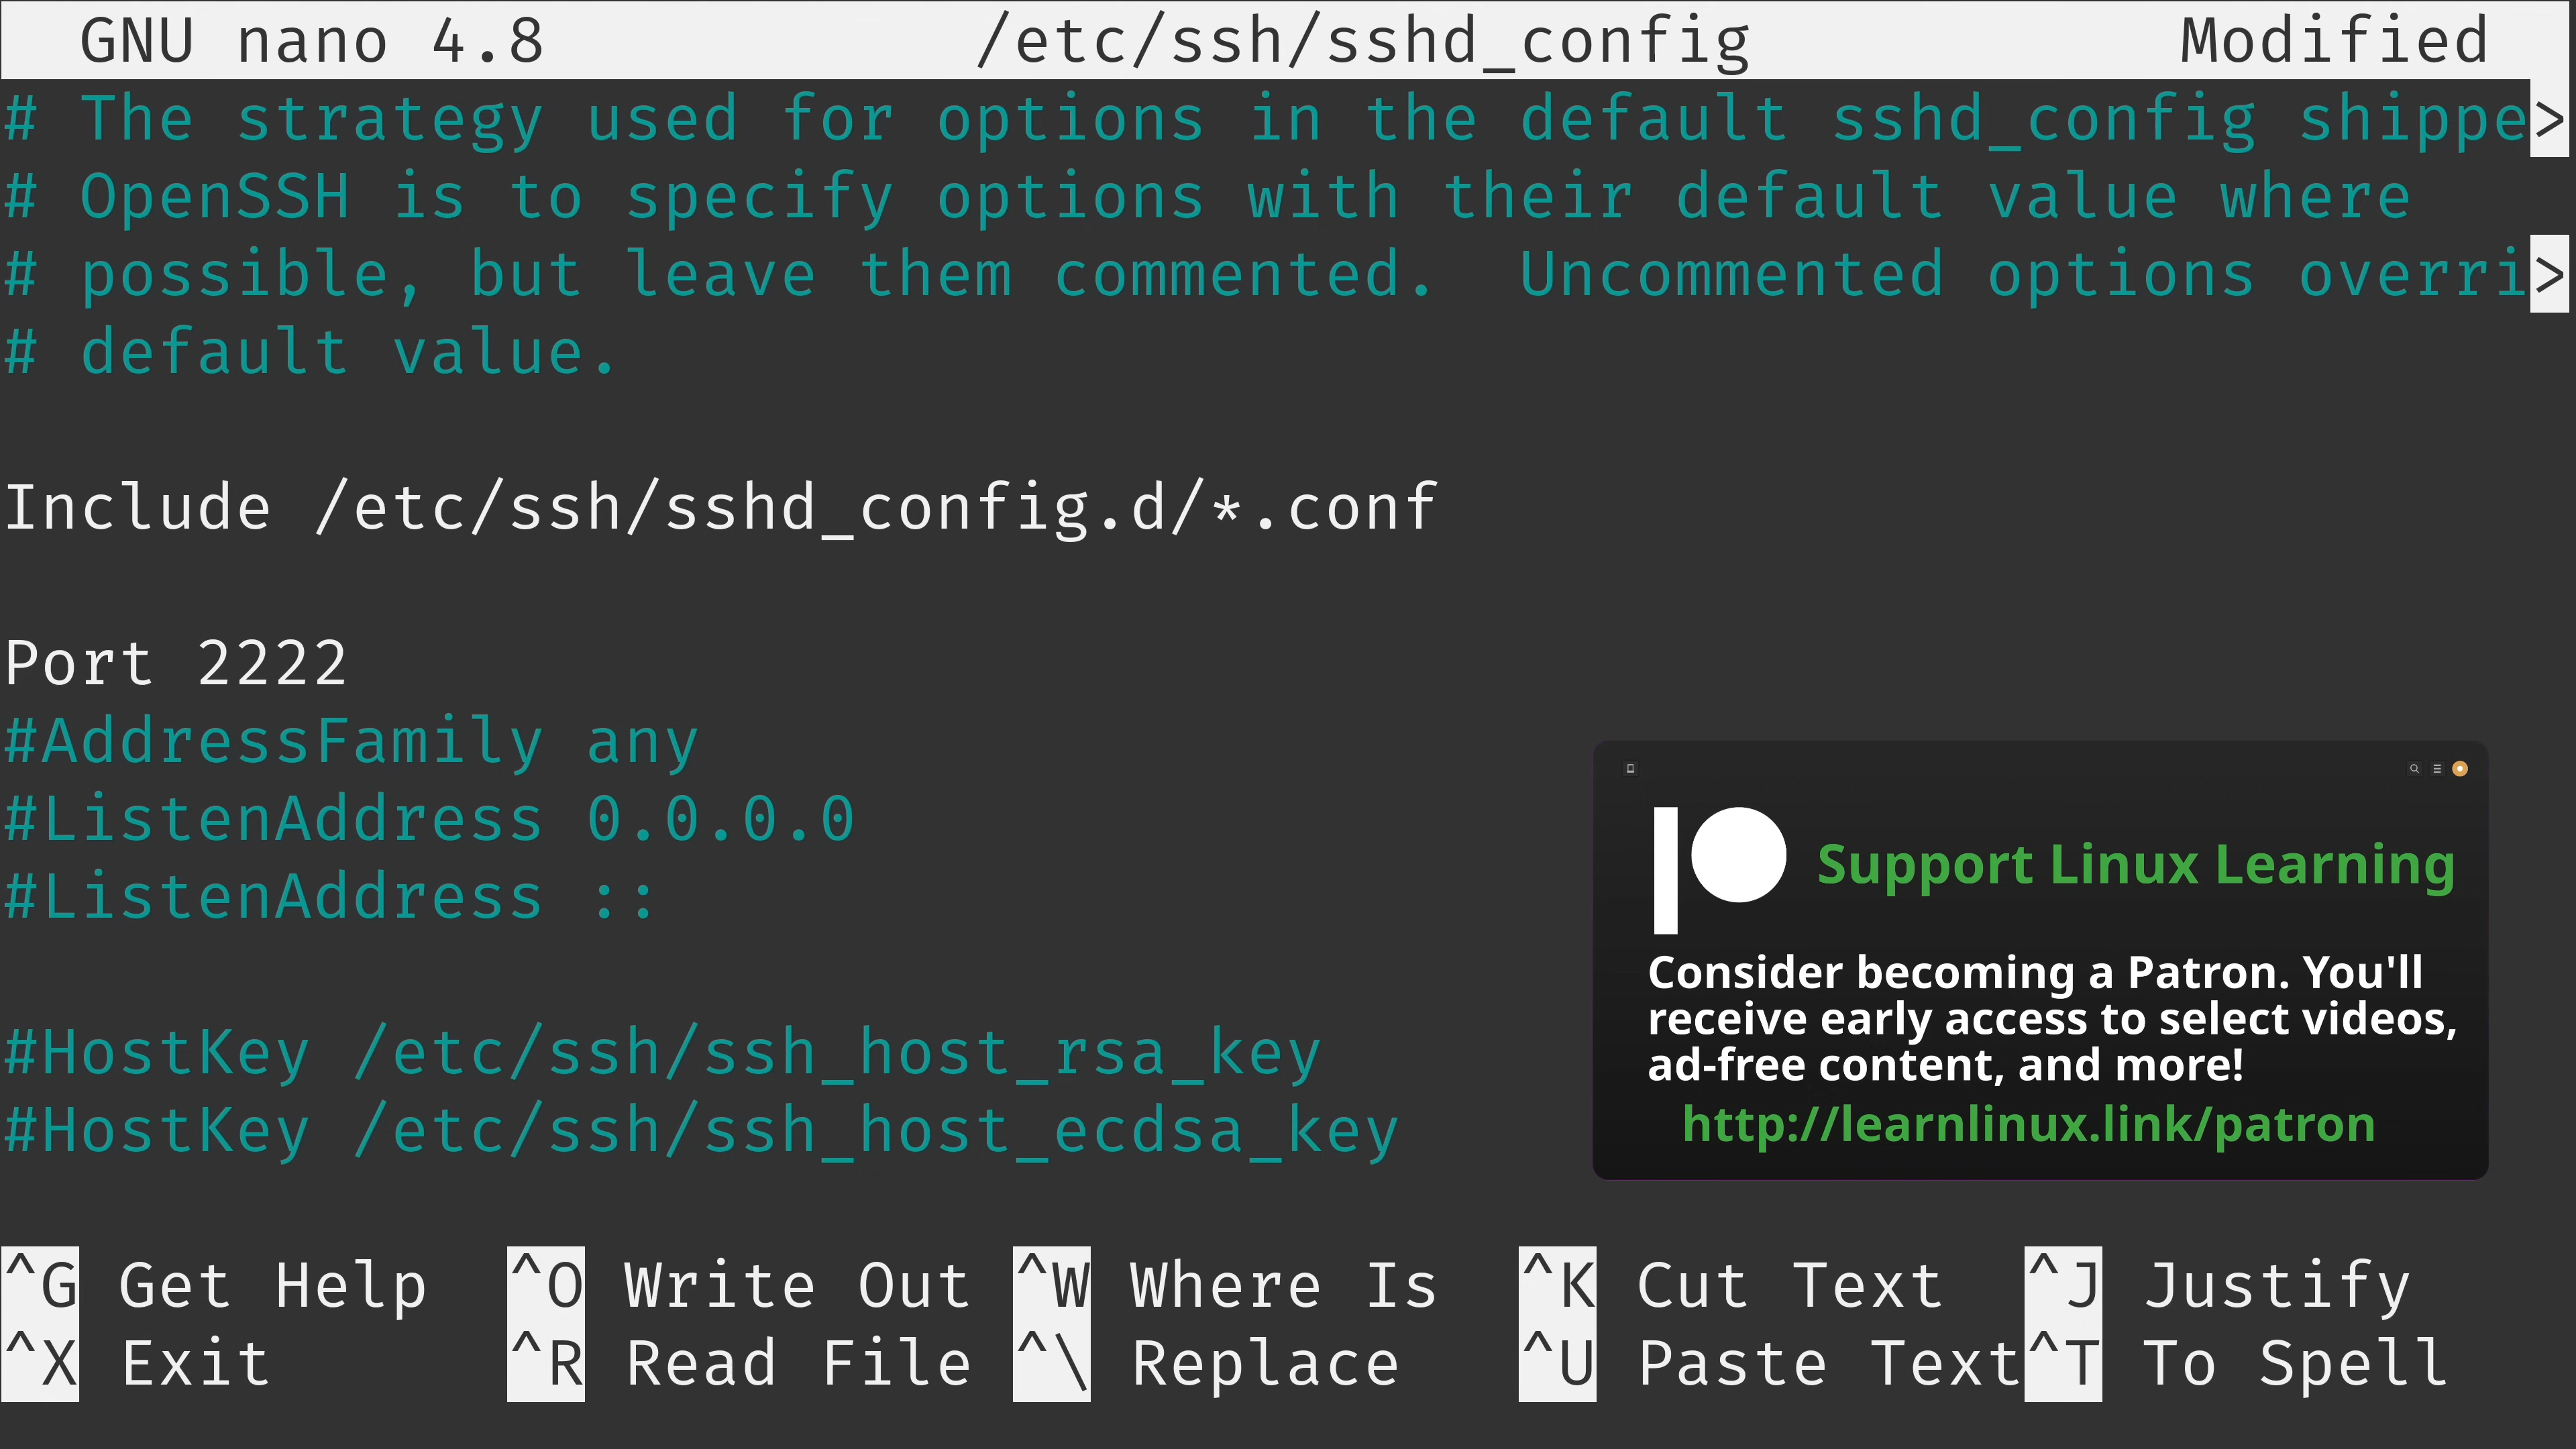 GNU nano 4.8 /etc/ssh/sshd_config Modified
# The strategy used for options in the default sshd_config shippe>
# OpenSSH is to specify options with their default value where
# possible, but leave them commented.  Uncommented options overri>
# default value.
Include /etc/ssh/sshd_config.d/*.conf
Port 2222
#AddressFamily any
#ListenAddress 0.0.0.0
#ListenAddress ::
#HostKey /etc/ssh/ssh_host_rsa_key
#HostKey /etc/ssh/ssh_host_ecdsa_key
Support Linux Learning
Consider becoming a Patron. You'll
receive early access to select videos,
ad-free content, and more!
http://learnlinux.link/patron
^G Get Help ^O Write Out ^W Where Is ^K Cut Text ^J Justify
^X Exit ^R Read File ^\ Replace ^U Paste Text ^T To Spell